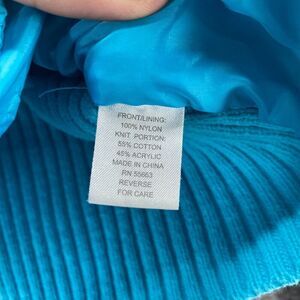 FRONT/LINING:
100% NYLON
KNIT PORTION:
55% COTTON
45% ACRYLIC
MADE IN CHINA
RN 55663
REVERSE
FOR CARE